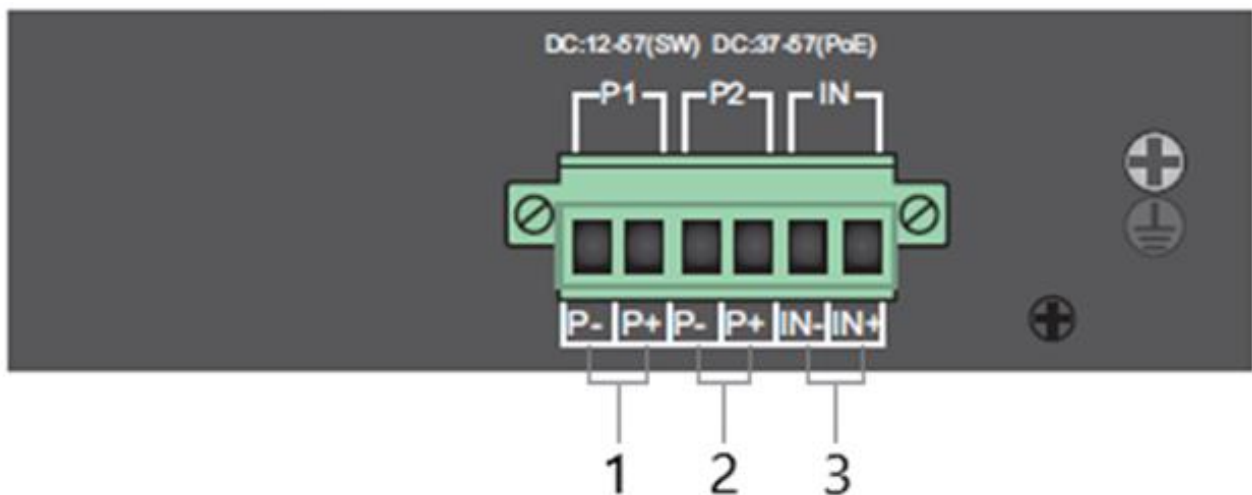 DC:12-57(SW) DC:37-57(PoE)
P1 P2 IN
P- P+ P- P+ IN- IN+
1 2 3